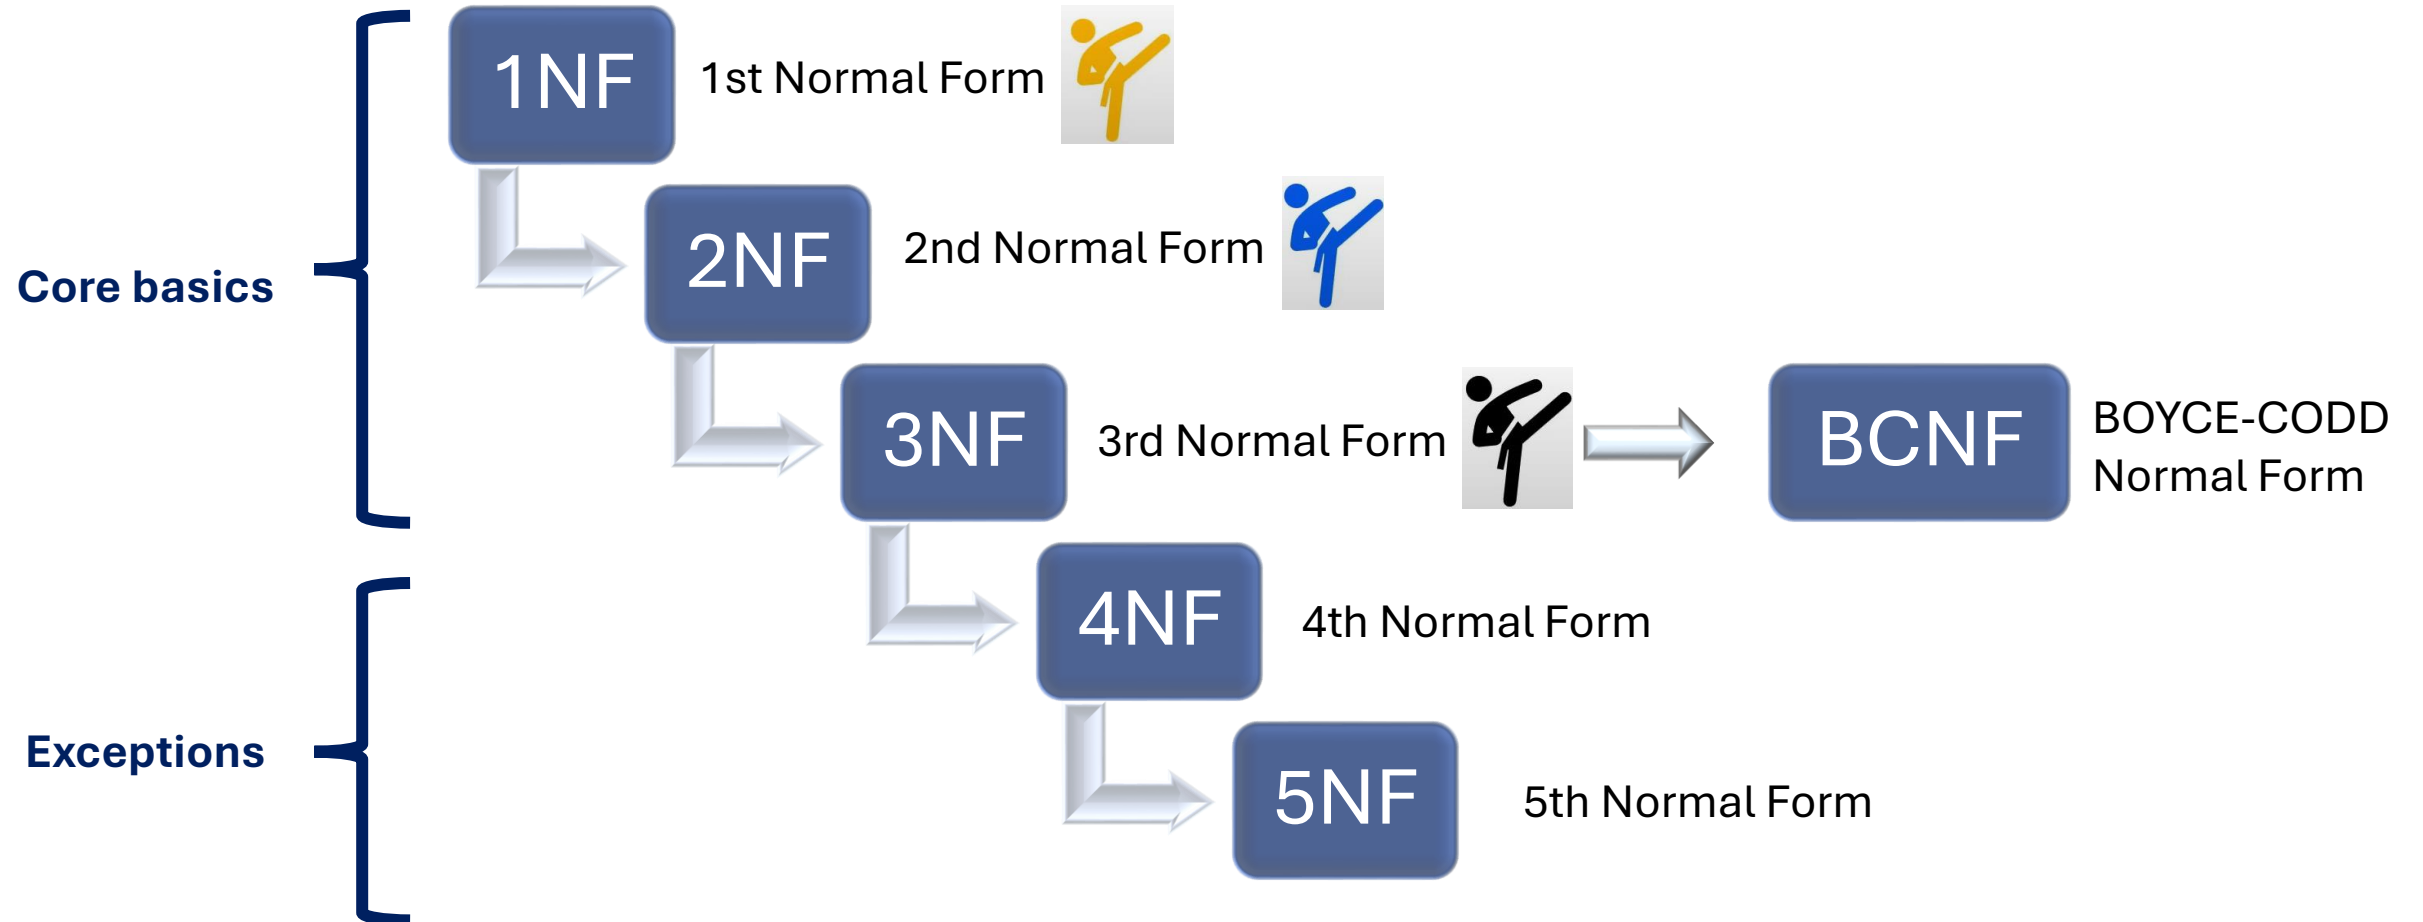 1NF
1st Normal Form
2NF
2nd Normal Form
Core basics
3NF
3rd Normal Form
BCNF
BOYCE-CODD
Normal Form
4NF
4th Normal Form
Exceptions
5NF
5th Normal Form